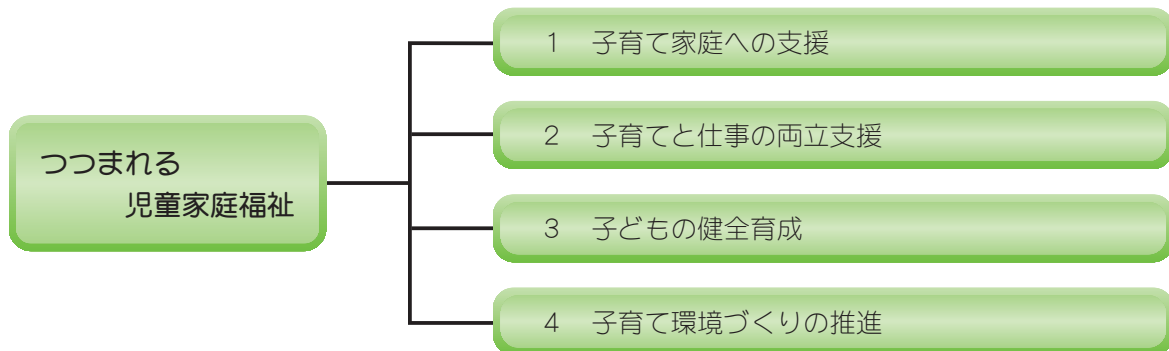 つつまれる
児童家庭福祉
1　子育て家庭への支援
2　子育てと仕事の両立支援
3　子どもの健全育成
4　子育て環境づくりの推進